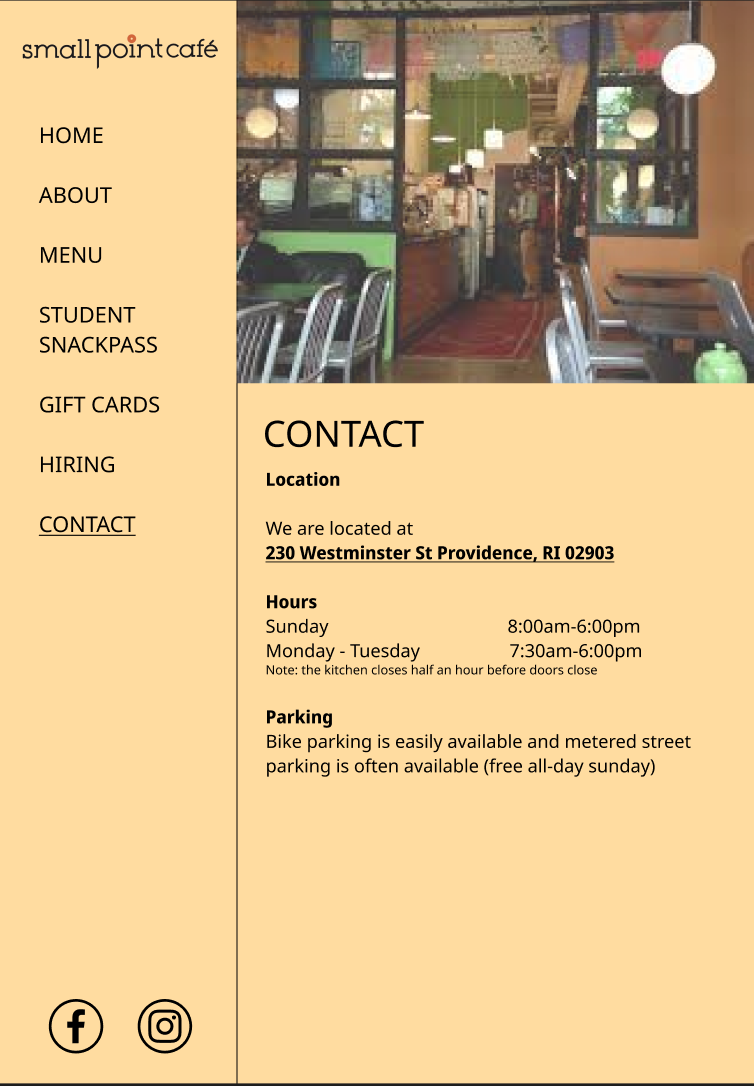 small point café
HOME
ABOUT
MENU
STUDENT
SNACKPASS
GIFT CARDS
HIRING
CONTACT
CONTACT
Location
We are located at
230 Westminster St Providence, RI 02903
Hours
Sunday 8:00am-6:00pm
Monday - Tuesday 7:30am-6:00pm
Note: the kitchen closes half an hour before doors close
Parking
Bike parking is easily available and metered street
parking is often available (free all-day sunday)